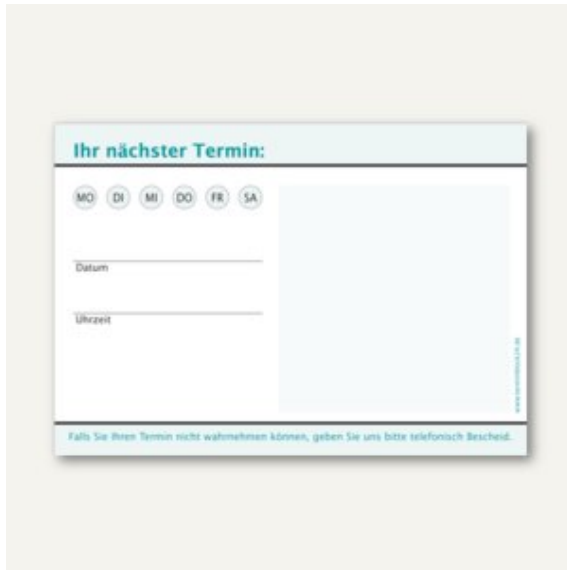 Ihr nächster Termin:
MO DI MI DO FR SA
Datum
Uhrzeit
Falls Sie Ihren Termin nicht wahrnehmen können, geben Sie uns bitte telefonisch Bescheid.